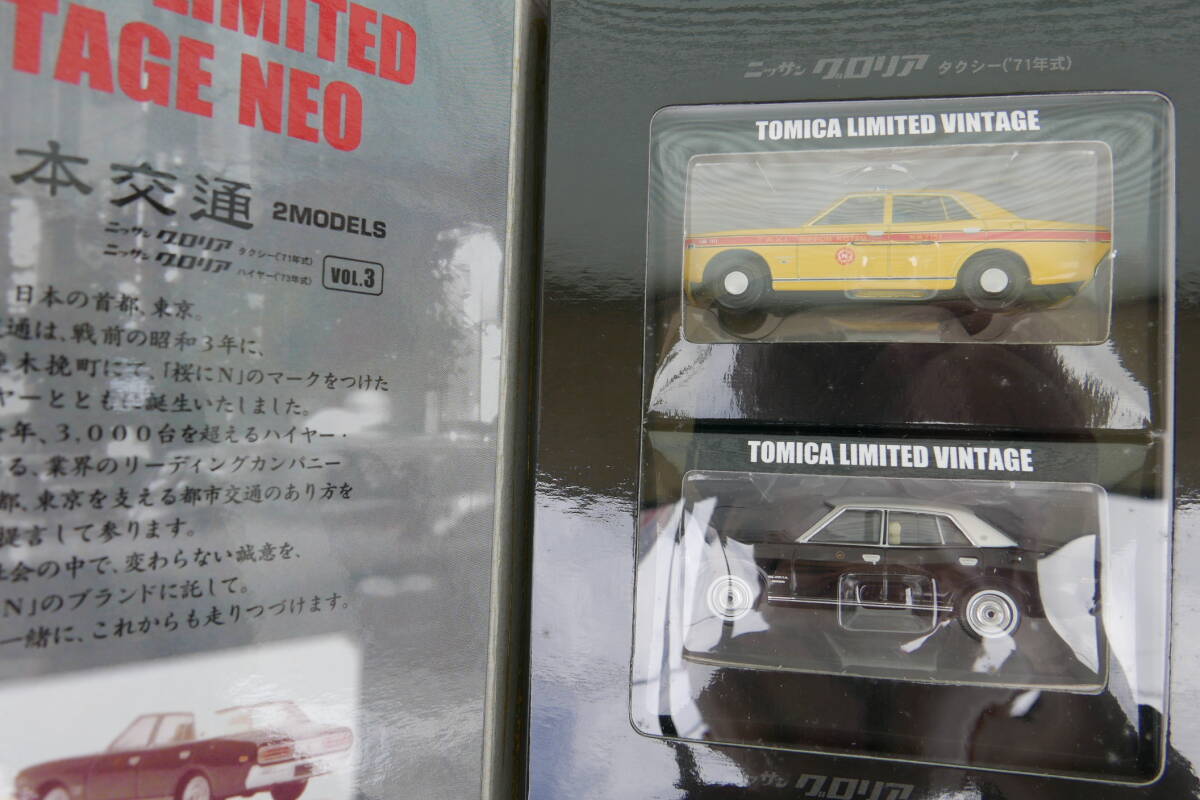 LIMITED
TAGE NEO
本交通 2MODELS
ニッサン グロリア タクシー('71年式)
ニッサン グロリア ハイヤー('73年式) VOL.3
日本の首都、東京。
通は、戦前の昭和3年に、
木挽町にて、「桜にN」のマークをつけた
ヤーとともに誕生いたしました。
年、3,000台を超えるハイヤー・
る、業界のリーディングカンパニー
都、東京を支える都市交通のあり方を
提言して参ります。
社会の中で、変わらない誠意を、
N」のブランドに託して。
一緒に、これからも走りつづけます。
ニッサン グロリア タクシー('71年式)
TOMICA LIMITED VINTAGE
TOMICA LIMITED VINTAGE
ニッサン グロリア